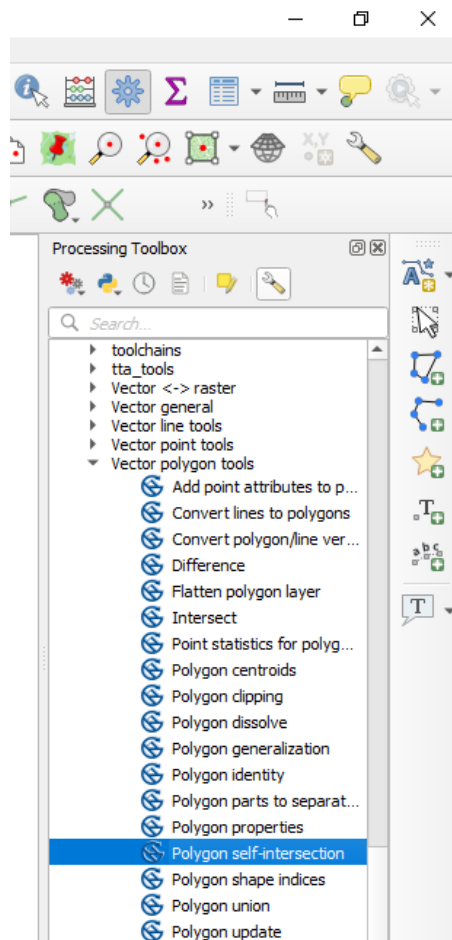 Σ
X,Y
»
Processing Toolbox
Search...
toolchains
tta_tools
Vector <-> raster
Vector general
Vector line tools
Vector point tools
Vector polygon tools
Add point attributes to p...
Convert lines to polygons
Convert polygon/line ver...
Difference
Flatten polygon layer
Intersect
Point statistics for polyg...
Polygon centroids
Polygon clipping
Polygon dissolve
Polygon generalization
Polygon identity
Polygon parts to separat...
Polygon properties
Polygon self-intersection
Polygon shape indices
Polygon union
Polygon update
A
T
a b c
T